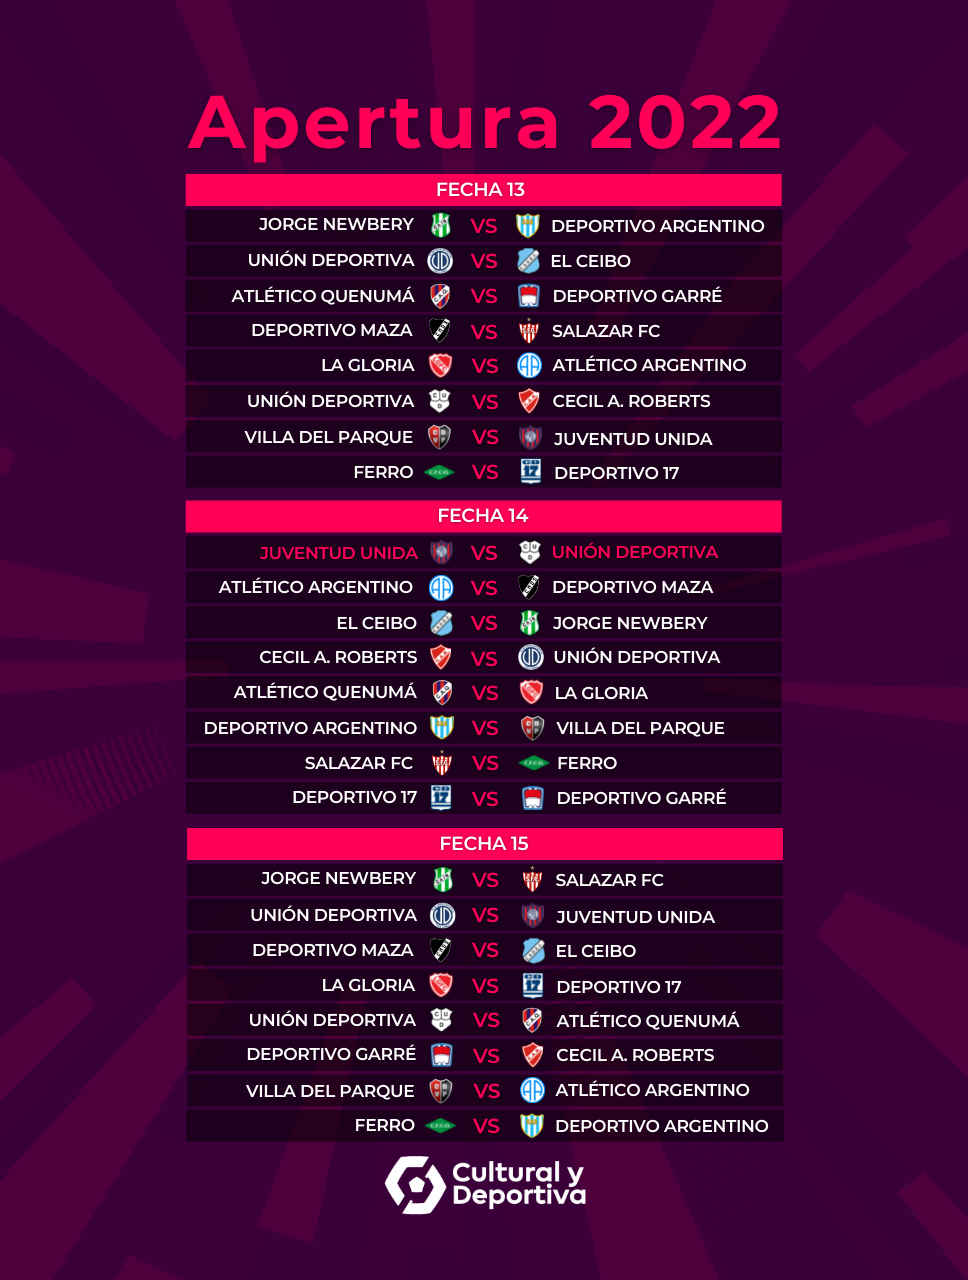 Apertura 2022
FECHA 13
JORGE NEWBERY VS DEPORTIVO ARGENTINO
UNIÓN DEPORTIVA VS EL CEIBO
ATLÉTICO QUENUMÁ VS DEPORTIVO GARRÉ
DEPORTIVO MAZA VS SALAZAR FC
LA GLORIA VS ATLÉTICO ARGENTINO
UNIÓN DEPORTIVA VS CECIL A. ROBERTS
VILLA DEL PARQUE VS JUVENTUD UNIDA
FERRO VS DEPORTIVO 17
FECHA 14
JUVENTUD UNIDA VS UNIÓN DEPORTIVA
ATLÉTICO ARGENTINO VS DEPORTIVO MAZA
EL CEIBO VS JORGE NEWBERY
CECIL A. ROBERTS VS UNIÓN DEPORTIVA
ATLÉTICO QUENUMÁ VS LA GLORIA
DEPORTIVO ARGENTINO VS VILLA DEL PARQUE
SALAZAR FC VS FERRO
DEPORTIVO 17 VS DEPORTIVO GARRÉ
FECHA 15
JORGE NEWBERY VS SALAZAR FC
UNIÓN DEPORTIVA VS JUVENTUD UNIDA
DEPORTIVO MAZA VS EL CEIBO
LA GLORIA VS DEPORTIVO 17
UNIÓN DEPORTIVA VS ATLÉTICO QUENUMÁ
DEPORTIVO GARRÉ VS CECIL A. ROBERTS
VILLA DEL PARQUE VS ATLÉTICO ARGENTINO
FERRO VS DEPORTIVO ARGENTINO
Cultural y
Deportiva